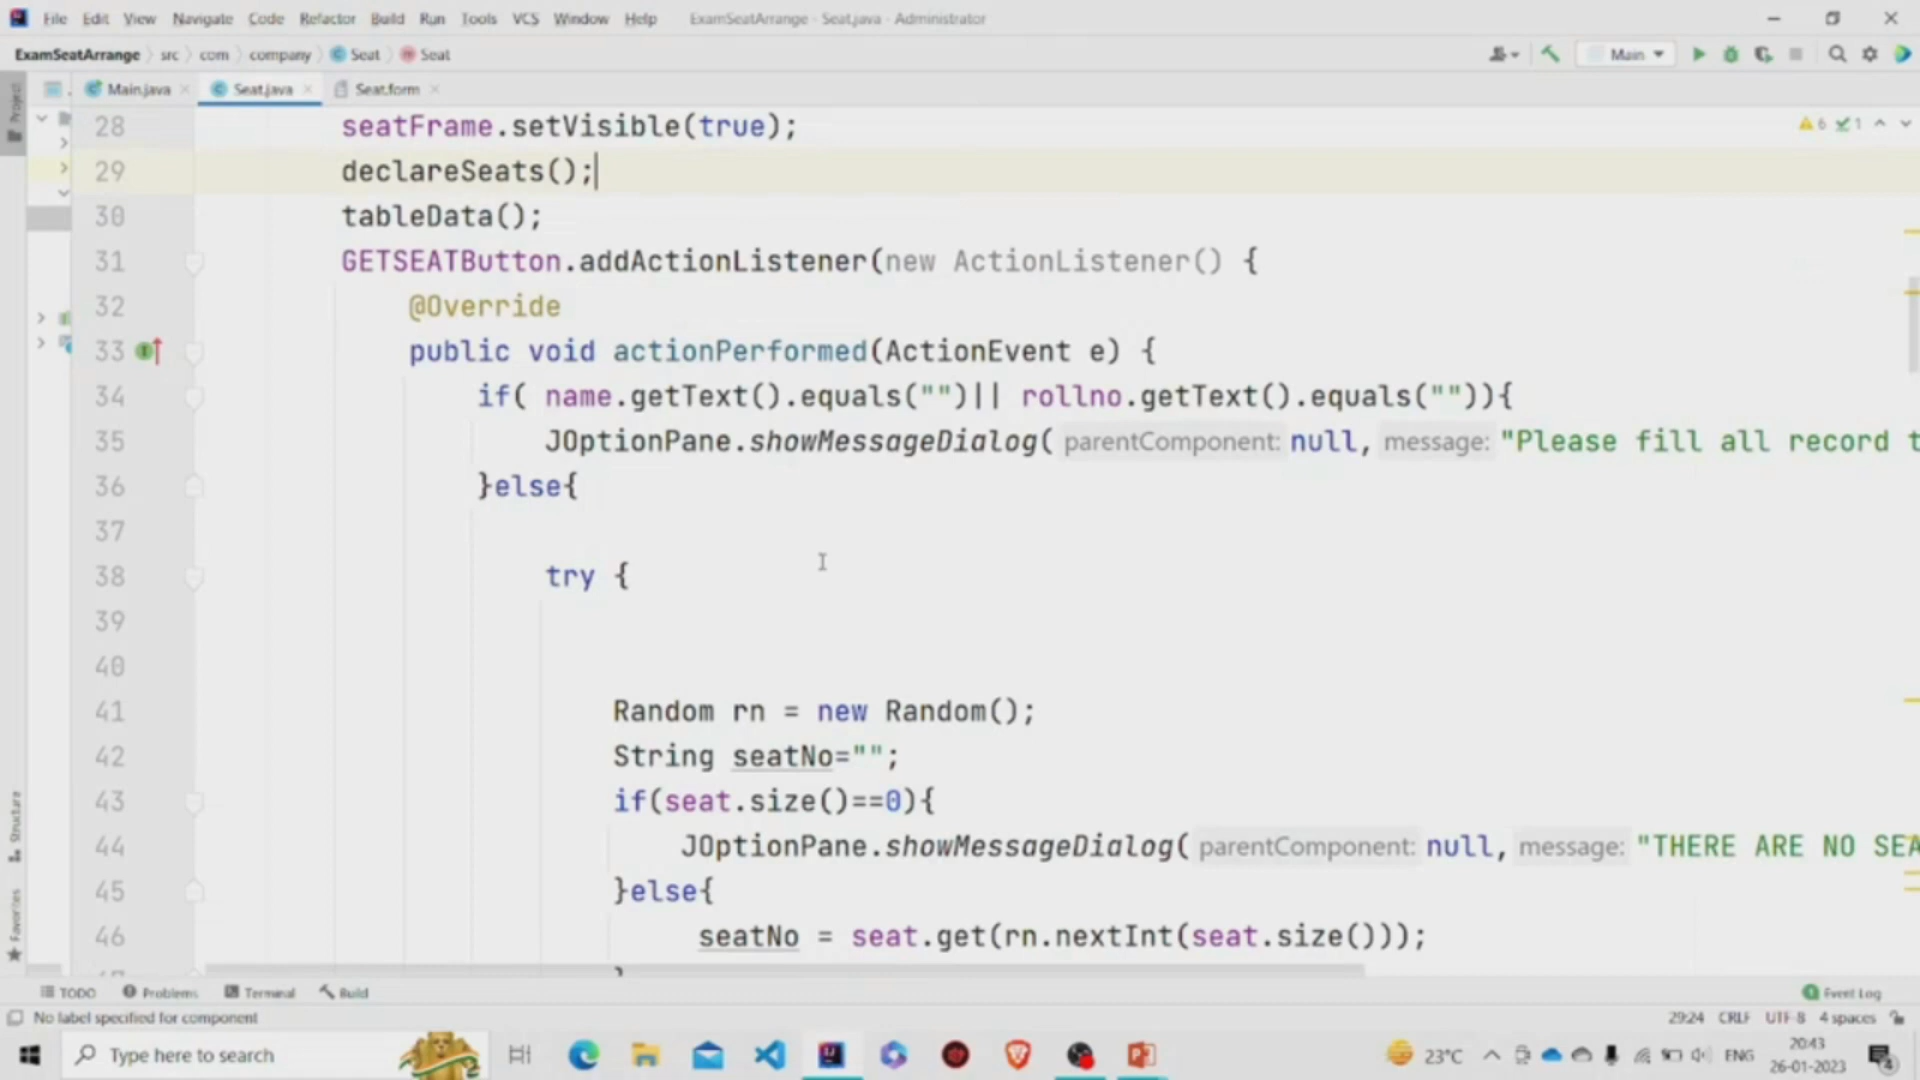 File Edit View Navigate Code Refactor Build Run Tools VCS Window Help ExamSeatArrange - Seat.java - Administrator
ExamSeatArrange src com company Seat Seat Main
Project Main.java Seat.java Seat.form
28 seatFrame.setVisible(true); 6 1
29 declareSeats();
30 tableData();
31 GETSEATButton.addActionListener(new ActionListener() {
32 @Override
33 public void actionPerformed(ActionEvent e) {
34 if( name.getText().equals("")|| rollno.getText().equals("")){
35 JOptionPane.showMessageDialog( parentComponent: null, message: "Please fill all record t
36 }else{
37
38 try {
39
40
41 Random rn = new Random();
42 String seatNo="";
43 if(seat.size()==0){
44 JOptionPane.showMessageDialog( parentComponent: null, message: "THERE ARE NO SEA
45 }else{
46 seatNo = seat.get(rn.nextInt(seat.size()));
Structure
Favorites
TODO Problems Terminal Build Event Log
No label specified for component 29:24 CRLF UTF-8 4 spaces
Type here to search 23°C ENG 20:43
26-01-2023 4